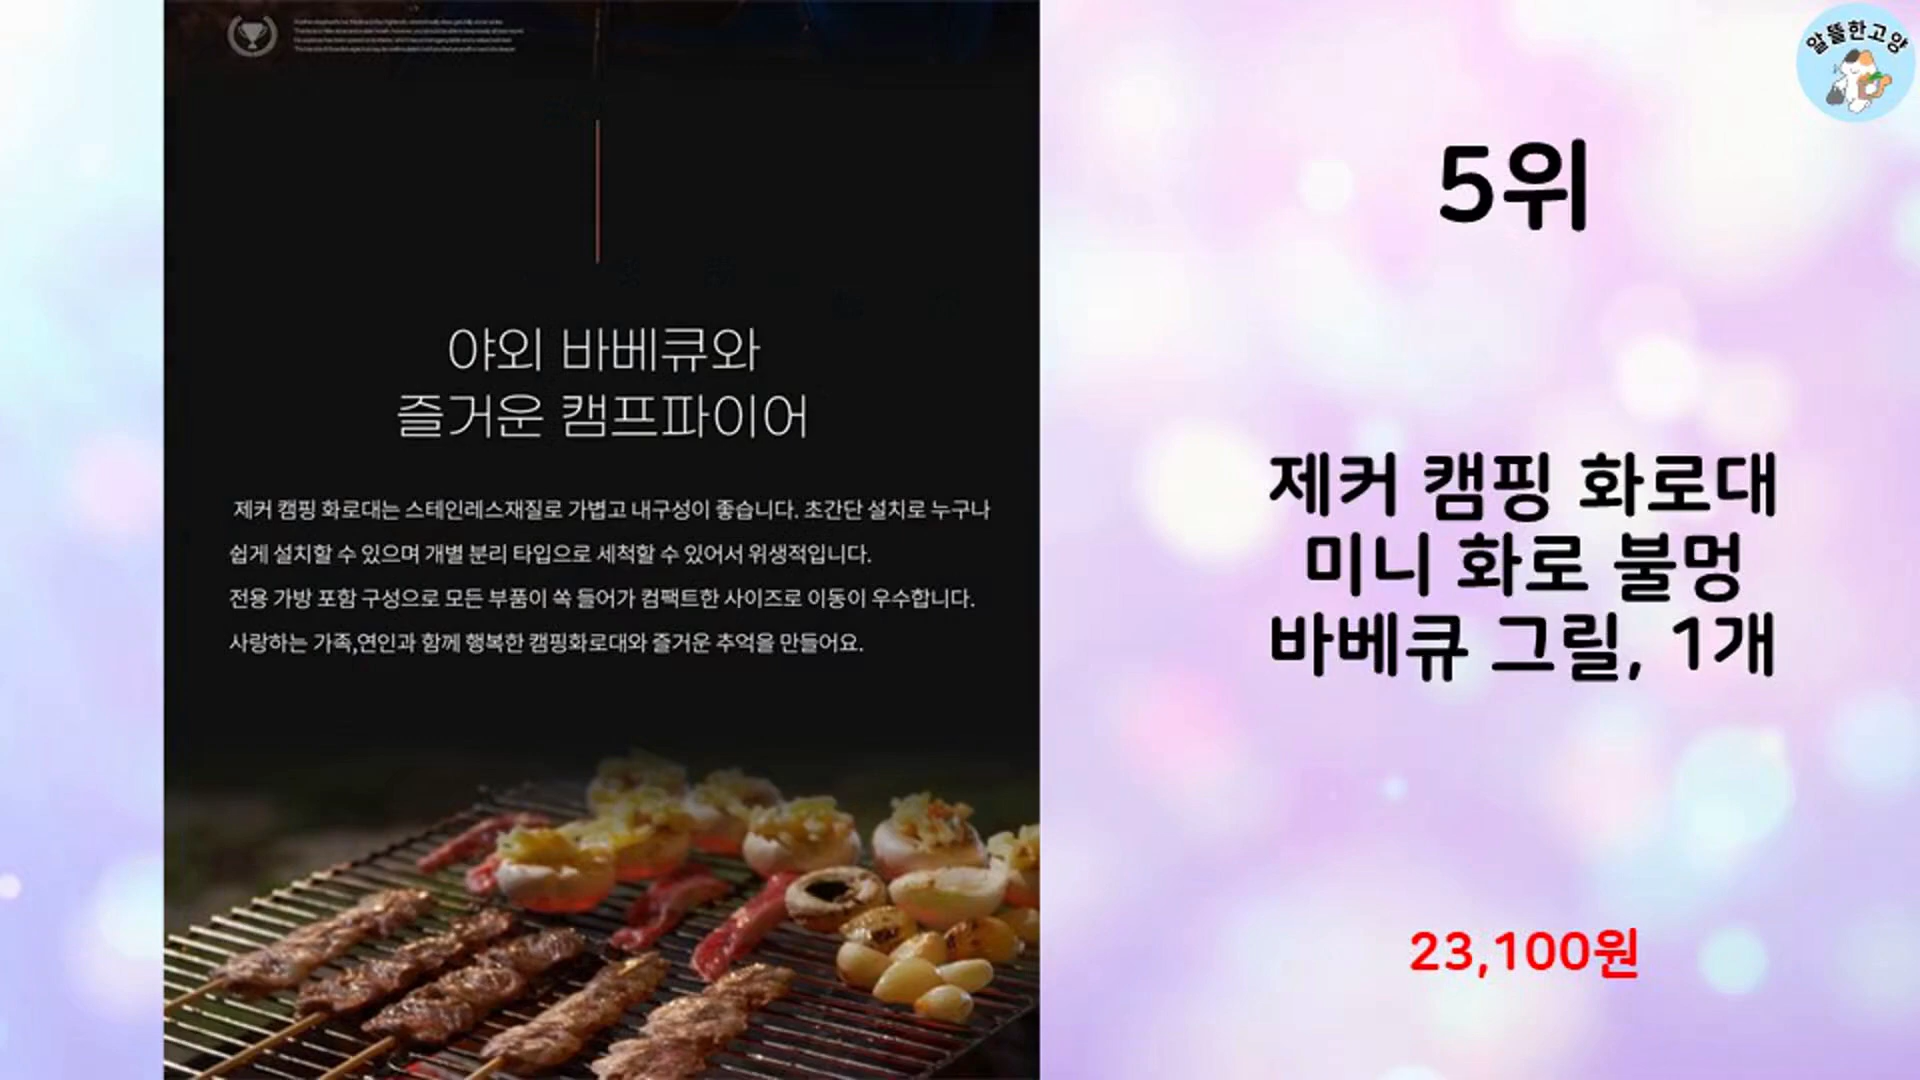 야외 바베큐와
즐거운 캠프파이어
제커 캠핑 화로대는 스테인레스재질로 가볍고 내구성이 좋습니다. 초간단 설치로 누구나
쉽게 설치할 수 있으며 개별 분리 타입으로 세척할 수 있어서 위생적입니다.
전용 가방 포함 구성으로 모든 부품이 쏙 들어가 컴팩트한 사이즈로 이동이 우수합니다.
사랑하는 가족,연인과 함께 행복한 캠핑화로대와 즐거운 추억을 만들어요.
알뜰한고양
5위
제커 캠핑 화로대
미니 화로 불멍
바베큐 그릴, 1개
23,100원